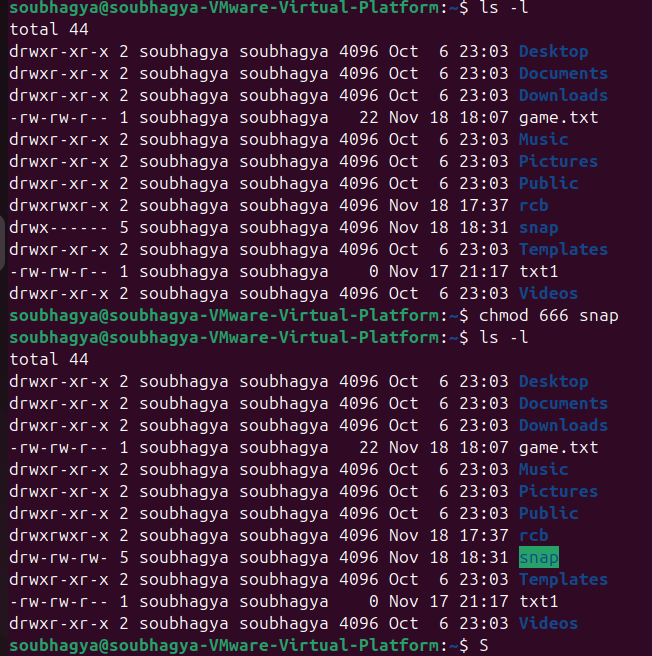 soubhagya@soubhagya-VMware-Virtual-Platform:~$ ls -l
total 44
drwxr-xr-x 2 soubhagya soubhagya 4096 Oct  6 23:03 Desktop
drwxr-xr-x 2 soubhagya soubhagya 4096 Oct  6 23:03 Documents
drwxr-xr-x 2 soubhagya soubhagya 4096 Oct  6 23:03 Downloads
-rw-rw-r-- 1 soubhagya soubhagya   22 Nov 18 18:07 game.txt
drwxr-xr-x 2 soubhagya soubhagya 4096 Oct  6 23:03 Music
drwxr-xr-x 2 soubhagya soubhagya 4096 Oct  6 23:03 Pictures
drwxr-xr-x 2 soubhagya soubhagya 4096 Oct  6 23:03 Public
drwxrwxr-x 2 soubhagya soubhagya 4096 Nov 18 17:37 rcb
drwx------ 5 soubhagya soubhagya 4096 Nov 18 18:31 snap
drwxr-xr-x 2 soubhagya soubhagya 4096 Oct  6 23:03 Templates
-rw-rw-r-- 1 soubhagya soubhagya    0 Nov 17 21:17 txt1
drwxr-xr-x 2 soubhagya soubhagya 4096 Oct  6 23:03 Videos
soubhagya@soubhagya-VMware-Virtual-Platform:~$ chmod 666 snap
soubhagya@soubhagya-VMware-Virtual-Platform:~$ ls -l
total 44
drwxr-xr-x 2 soubhagya soubhagya 4096 Oct  6 23:03 Desktop
drwxr-xr-x 2 soubhagya soubhagya 4096 Oct  6 23:03 Documents
drwxr-xr-x 2 soubhagya soubhagya 4096 Oct  6 23:03 Downloads
-rw-rw-r-- 1 soubhagya soubhagya   22 Nov 18 18:07 game.txt
drwxr-xr-x 2 soubhagya soubhagya 4096 Oct  6 23:03 Music
drwxr-xr-x 2 soubhagya soubhagya 4096 Oct  6 23:03 Pictures
drwxr-xr-x 2 soubhagya soubhagya 4096 Oct  6 23:03 Public
drwxrwxr-x 2 soubhagya soubhagya 4096 Nov 18 17:37 rcb
drw-rw-rw- 5 soubhagya soubhagya 4096 Nov 18 18:31 snap
drwxr-xr-x 2 soubhagya soubhagya 4096 Oct  6 23:03 Templates
-rw-rw-r-- 1 soubhagya soubhagya    0 Nov 17 21:17 txt1
drwxr-xr-x 2 soubhagya soubhagya 4096 Oct  6 23:03 Videos
soubhagya@soubhagya-VMware-Virtual-Platform:~$ S